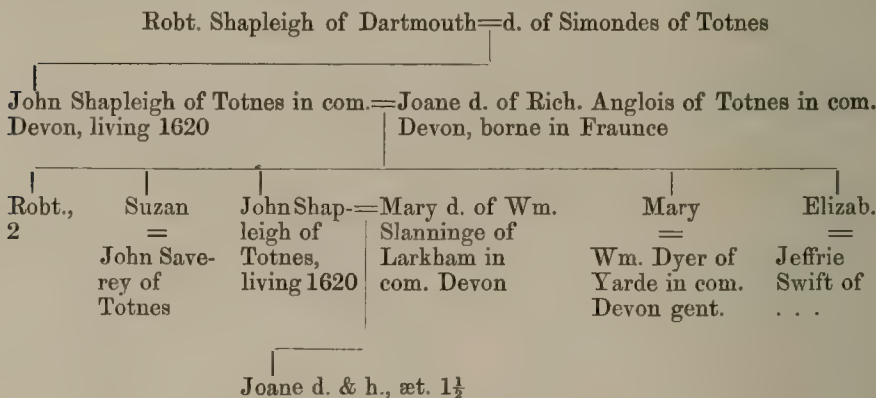 Robt. Shapleigh of Dartmouth=d. of Simondes of Totnes
John Shapleigh of Totnes in com.=Joane d. of Rich. Anglois of Totnes in com.
Devon, living 1620 Devon, borne in Fraunce
Robt.,
2
Suzan
=
John Save-
rey of
Totnes
John Shap-
leigh of
Totnes,
living 1620
=Mary d. of Wm.
Slanninge of
Larkham in
com. Devon
Mary
=
Wm. Dyer of
Yarde in com.
Devon gent.
Elizab.
=
Jeffrie
Swift of
. . .
Joane d. & h., æt. 1½